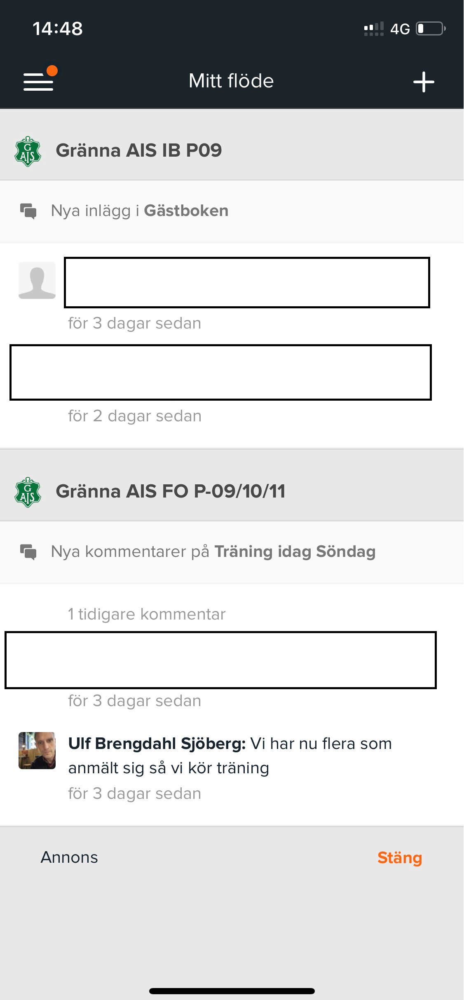 14:48
4G
Mitt flöde
G
AIS
Gränna AIS IB P09
Nya inlägg i Gästboken
för 3 dagar sedan
för 2 dagar sedan
G
AIS
Gränna AIS FO P-09/10/11
Nya kommentarer på Träning idag Söndag
1 tidigare kommentar
för 3 dagar sedan
Ulf Brengdahl Sjöberg: Vi har nu flera som
anmält sig så vi kör träning
för 3 dagar sedan
Annons
Stäng